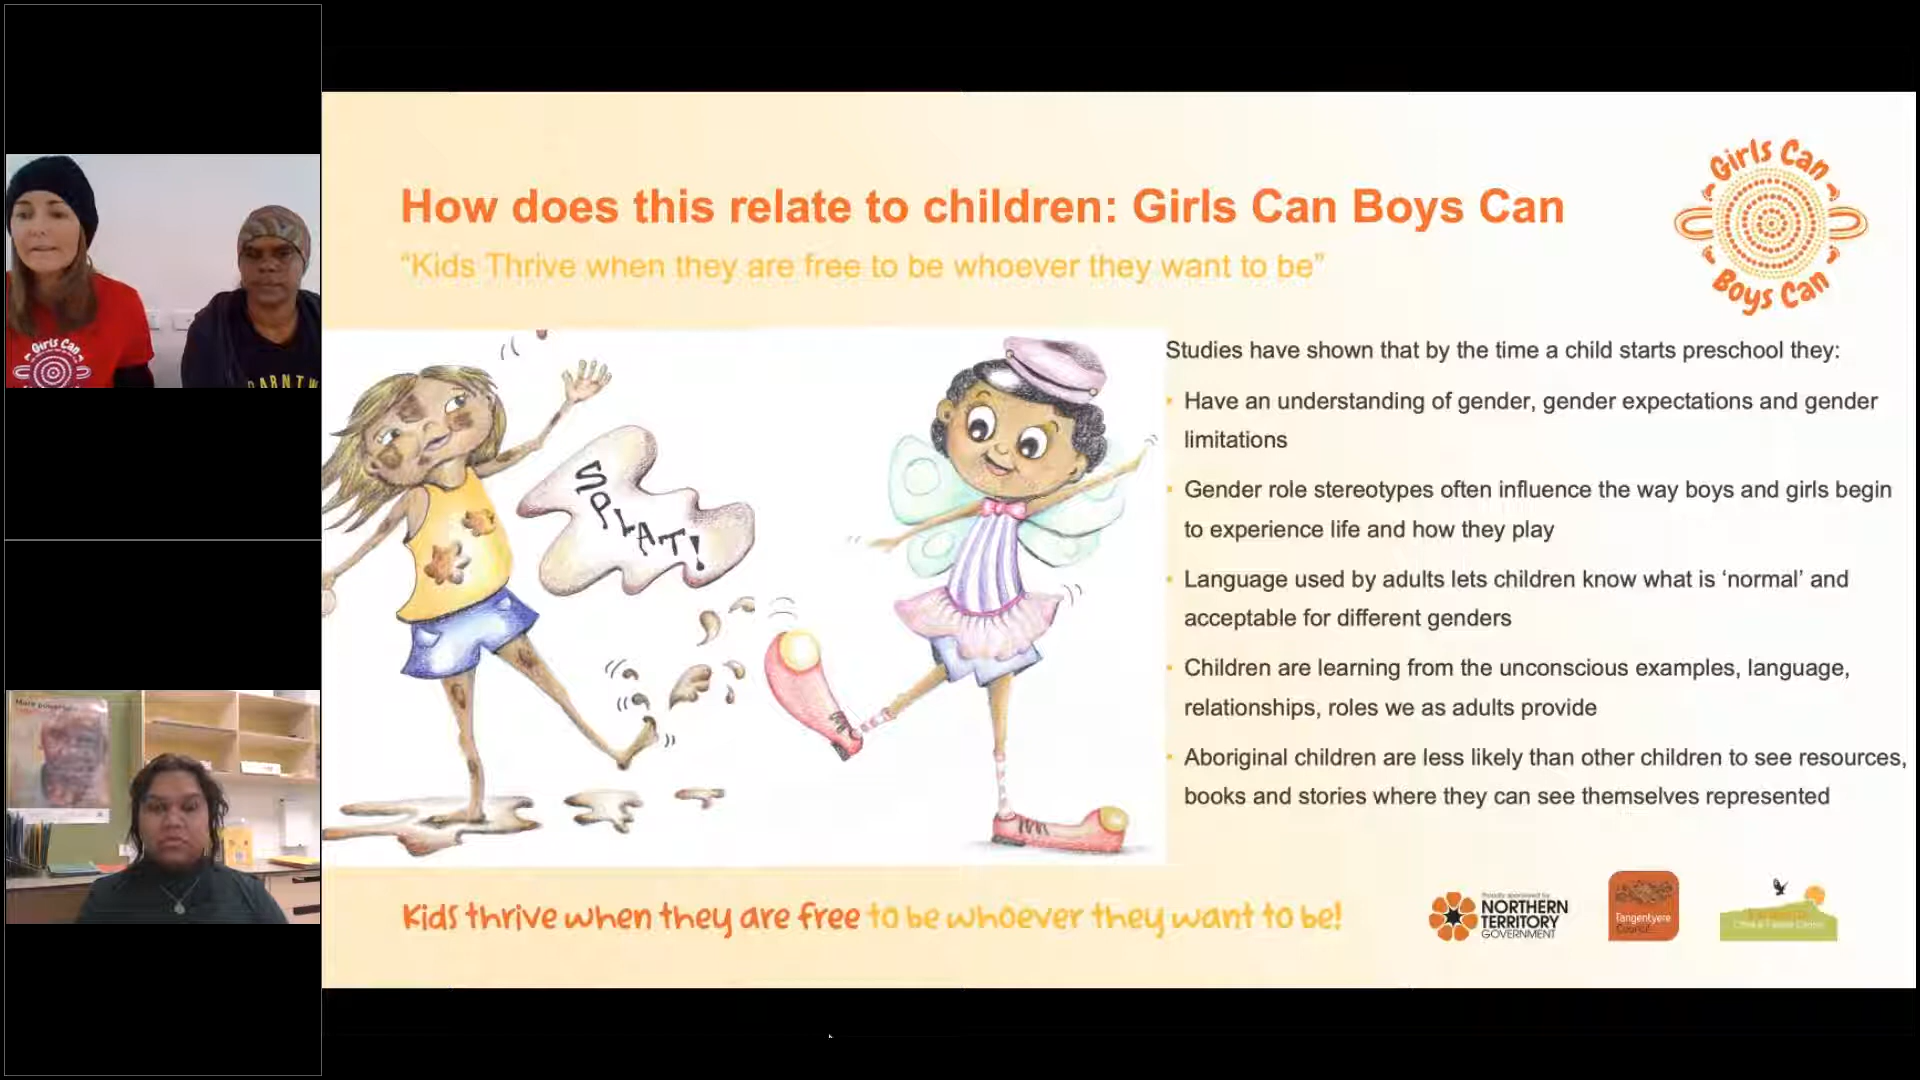 How does this relate to children: Girls Can Boys Can
“Kids Thrive when they are free to be whoever they want to be”
Girls Can
Boys Can
SPLAT!
Studies have shown that by the time a child starts preschool they:
Have an understanding of gender, gender expectations and gender
limitations
Gender role stereotypes often influence the way boys and girls begin
to experience life and how they play
Language used by adults lets children know what is ‘normal’ and
acceptable for different genders
Children are learning from the unconscious examples, language,
relationships, roles we as adults provide
Aboriginal children are less likely than other children to see resources,
books and stories where they can see themselves represented
Kids thrive when they are free to be whoever they want to be!
Proudly sponsored by
NORTHERN
TERRITORY
GOVERNMENT
Tangentyere
Council
Girls Can
More powerful